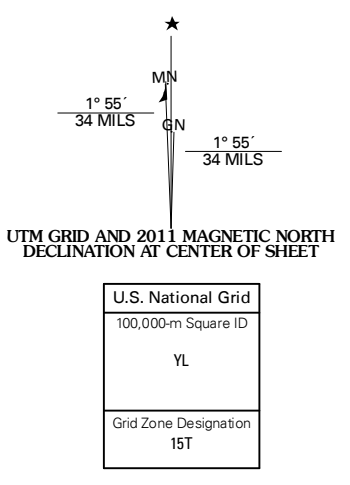 ★
MN
1° 55´
34 MILS
GN
1° 55´
34 MILS
UTM GRID AND 2011 MAGNETIC NORTH
DECLINATION AT CENTER OF SHEET
U.S. National Grid
100,000-m Square ID
YL
Grid Zone Designation
15T